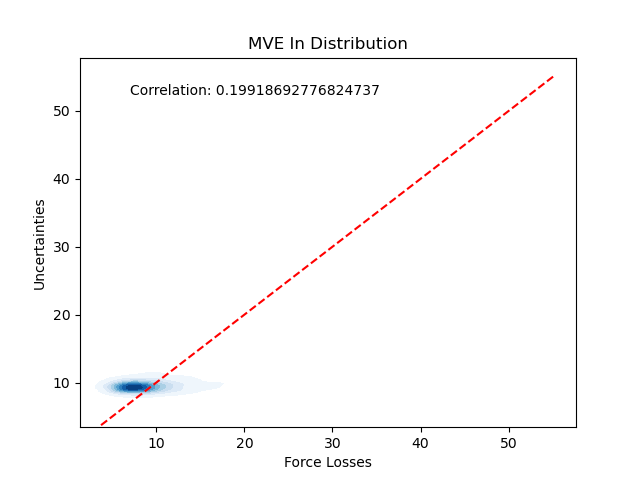 MVE In Distribution
Correlation: 0.19918692776824737
Uncertainties
50
40
30
20
10
10 20 30 40 50
Force Losses